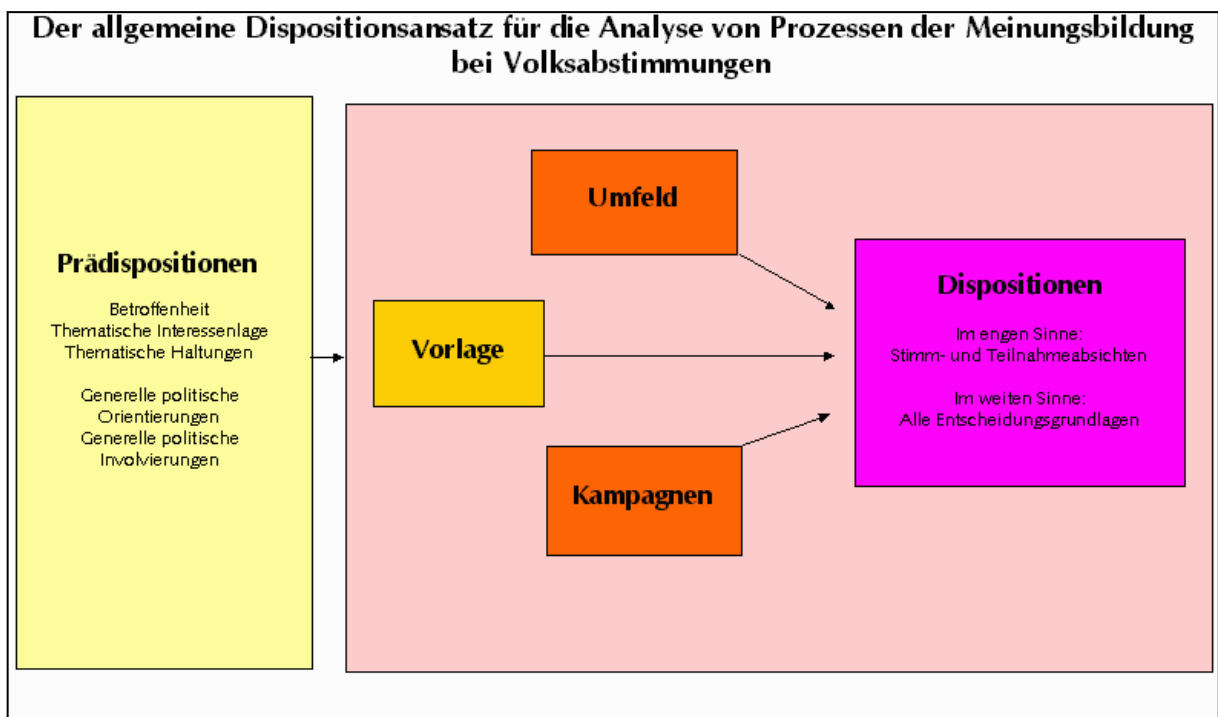 Der allgemeine Dispositionsansatz für die Analyse von Prozessen der Meinungsbildung
bei Volksabstimmungen
Prädispositionen
Betroffenheit
Thematische Interessenlage
Thematische Haltungen
Generelle politische
Orientierungen
Generelle politische
Involvierungen
Umfeld
Vorlage
Kampagnen
Dispositionen
Im engen Sinne:
Stimm- und Teilnahmeabsichten
Im weiten Sinne:
Alle Entscheidungsgrundlagen